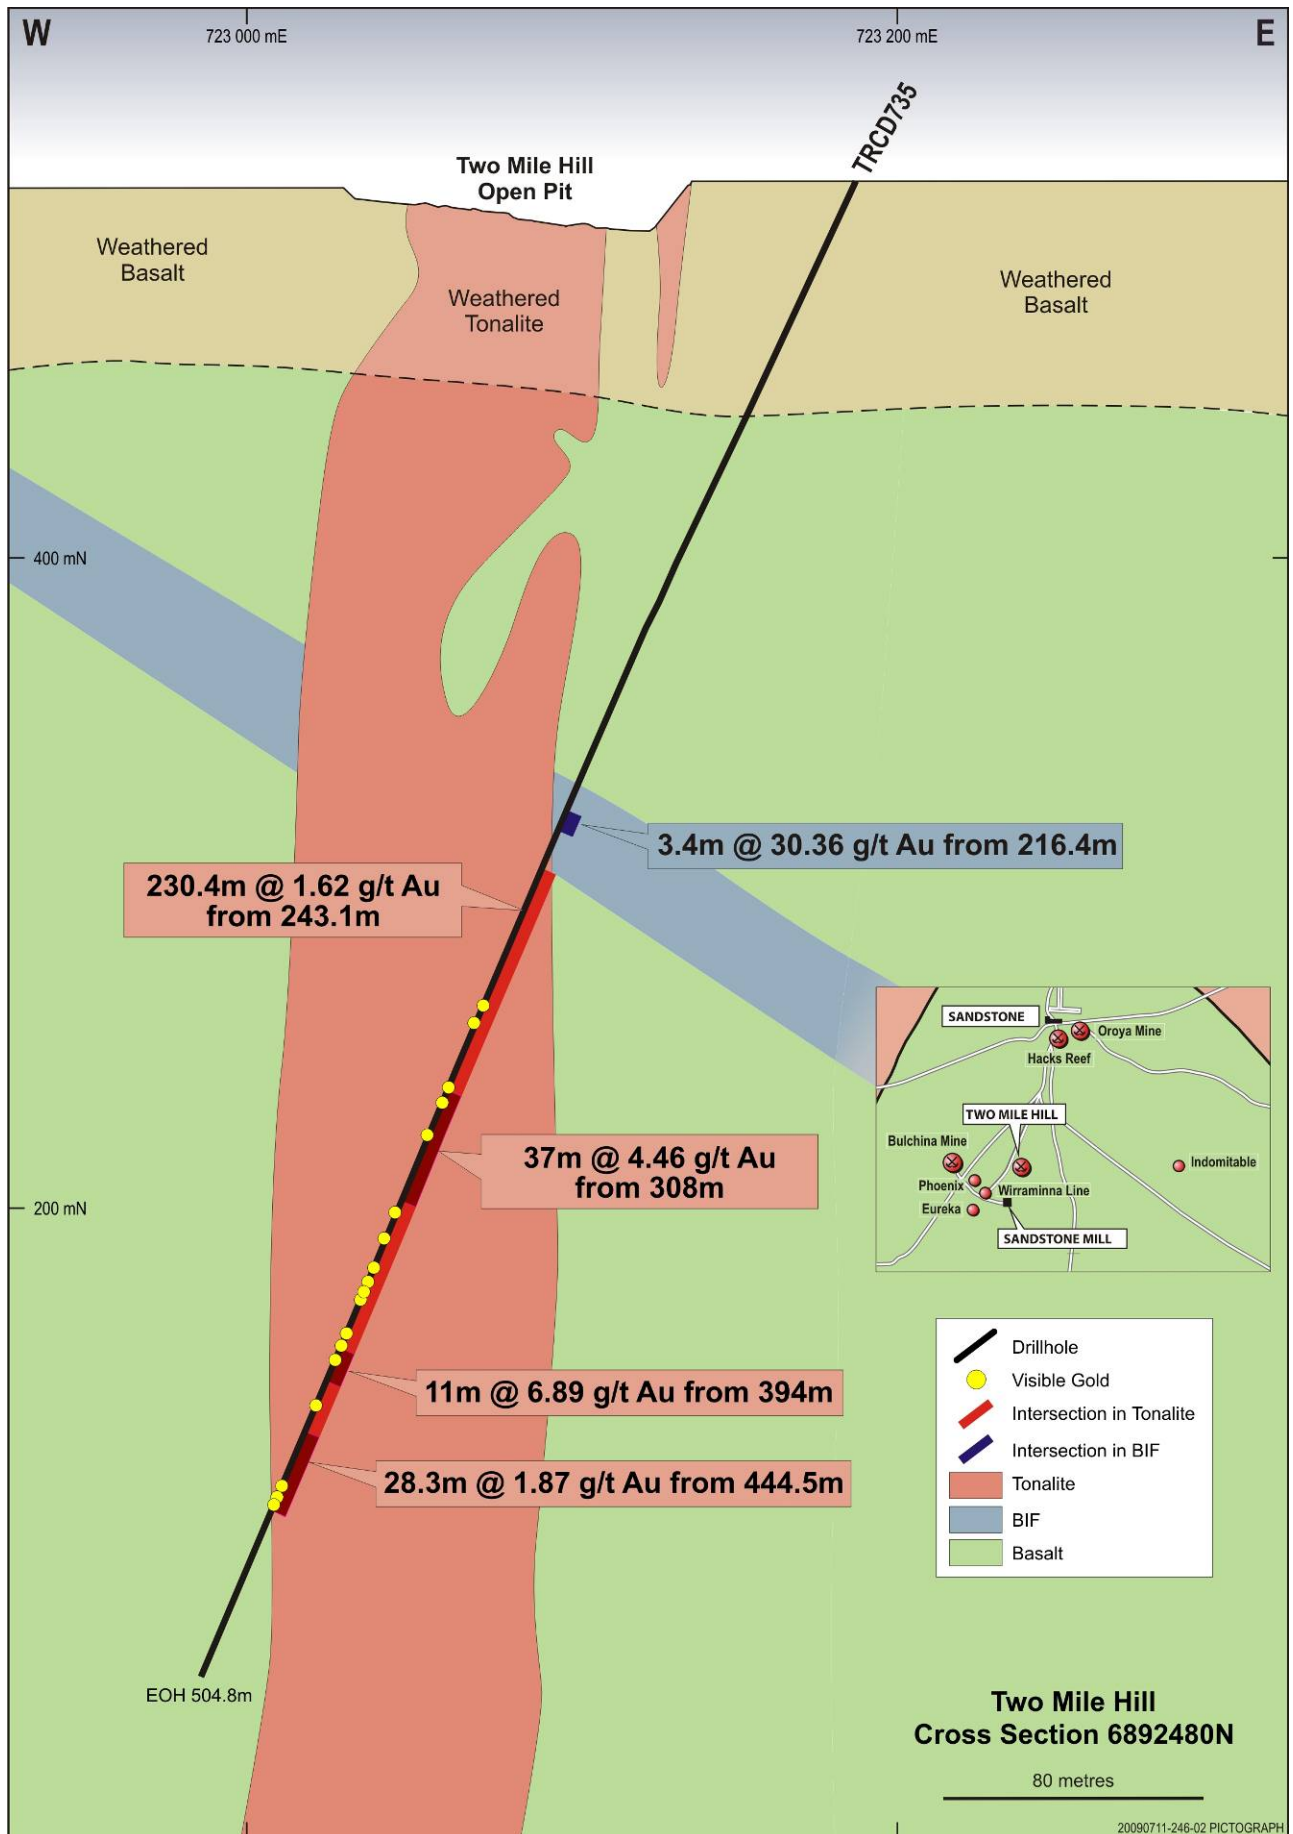 W
723 000 mE
723 200 mE
E
TRCD735
Two Mile Hill
Open Pit
Weathered
Basalt
Weathered
Tonalite
Weathered
Basalt
400 mN
3.4m @ 30.36 g/t Au from 216.4m
230.4m @ 1.62 g/t Au
from 243.1m
37m @ 4.46 g/t Au
from 308m
200 mN
11m @ 6.89 g/t Au from 394m
28.3m @ 1.87 g/t Au from 444.5m
EOH 504.8m
SANDSTONE
Oroya Mine
Hacks Reef
TWO MILE HILL
Bulchina Mine
Indomitable
Phoenix
Wirraminna Line
Eureka
SANDSTONE MILL
Drillhole
Visible Gold
Intersection in Tonalite
Intersection in BIF
Tonalite
BIF
Basalt
Two Mile Hill
Cross Section 6892480N
80 metres
20090711-246-02 PICTOGRAPH